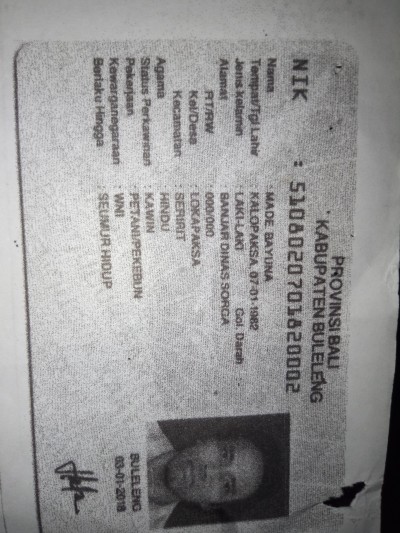 PROVINSI BALI
KABUPATEN BULELENG
NIK : 5108020701820002
Nama : MADE BAYUNA
Tempat/Tgl Lahir : KALOPAKSA, 07-01-1982
Jenis Kelamin : LAKI-LAKI Gol. Darah : -
Alamat : BANJAR DINAS SORGA
RT/RW : 000/000
Kel/Desa : LOKAPAKSA
Kecamatan : SERIRIT
Agama : HINDU
Status Perkawinan : KAWIN
Pekerjaan : PETANI/PEKEBUN
Kewarganegaraan : WNI
Berlaku Hingga : SEUMUR HIDUP
BULELENG
03-01-2018